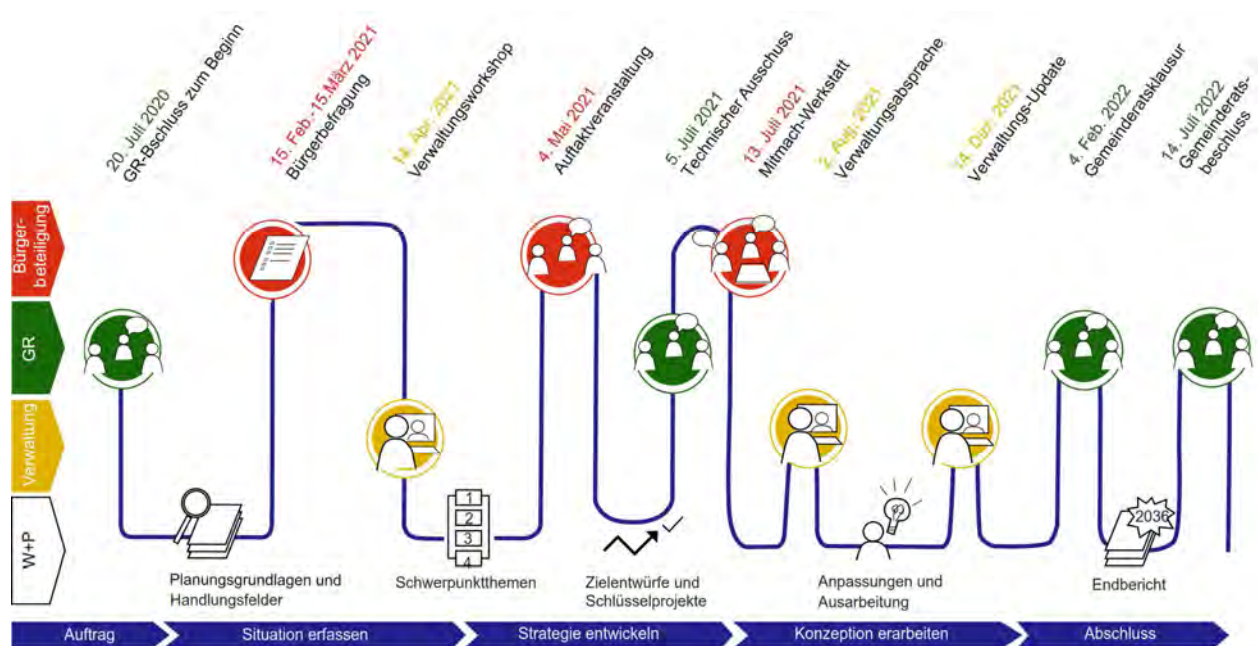 20. Juli 2020
GR-Bschluss zum Beginn
15. Feb.-15.März 2021
Bürgerbefragung
14. Apr. 2021
Verwaltungsworkshop
4. Mai 2021
Auftaktveranstaltung
5. Juli 2021
Technischer Ausschuss
13. Juli 2021
Mitmach-Werkstatt
2. Aug. 2021
Verwaltungsabsprache
14. Dez. 2021
Verwaltungs-Update
4. Feb. 2022
Gemeinderatsklausur
14. Juli 2022
Gemeinderats-
beschluss
Bürger-
beteiligung
GR
Verwaltung
W+P
1
2
3
4
2036
Planungsgrundlagen und
Handlungsfelder
Schwerpunktthemen
Zielentwürfe und
Schlüsselprojekte
Anpassungen und
Ausarbeitung
Endbericht
Auftrag
Situation erfassen
Strategie entwickeln
Konzeption erarbeiten
Abschluss